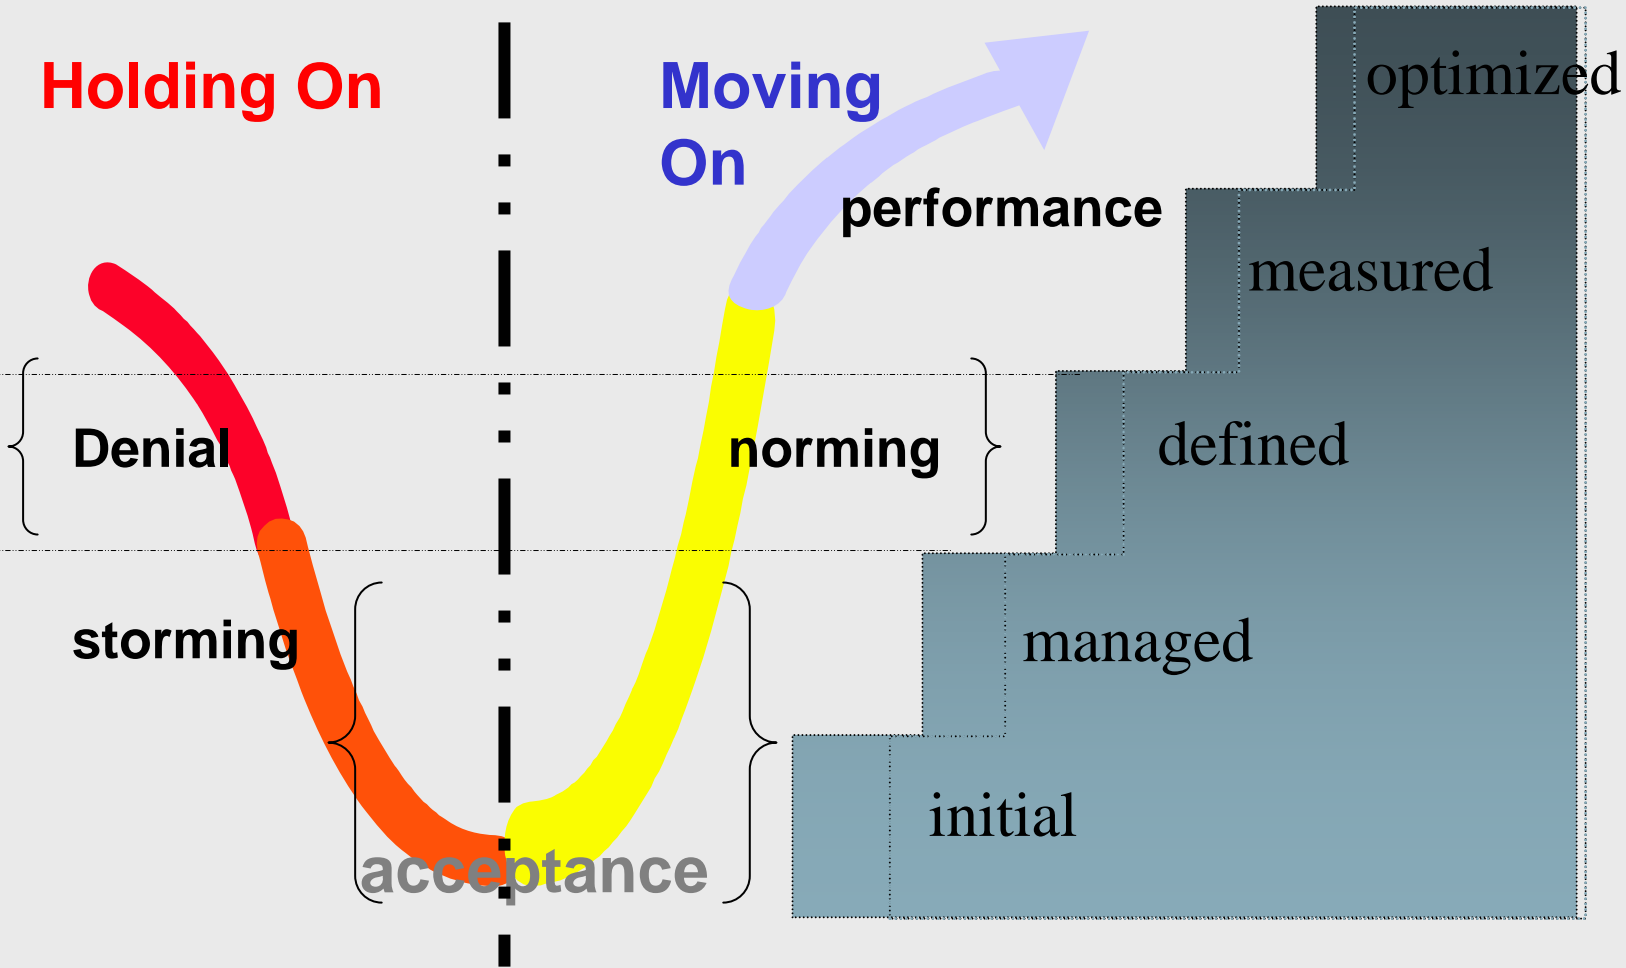 Holding On
Moving
On
optimized
performance
measured
Denial
norming
defined
storming
managed
initial
acceptance